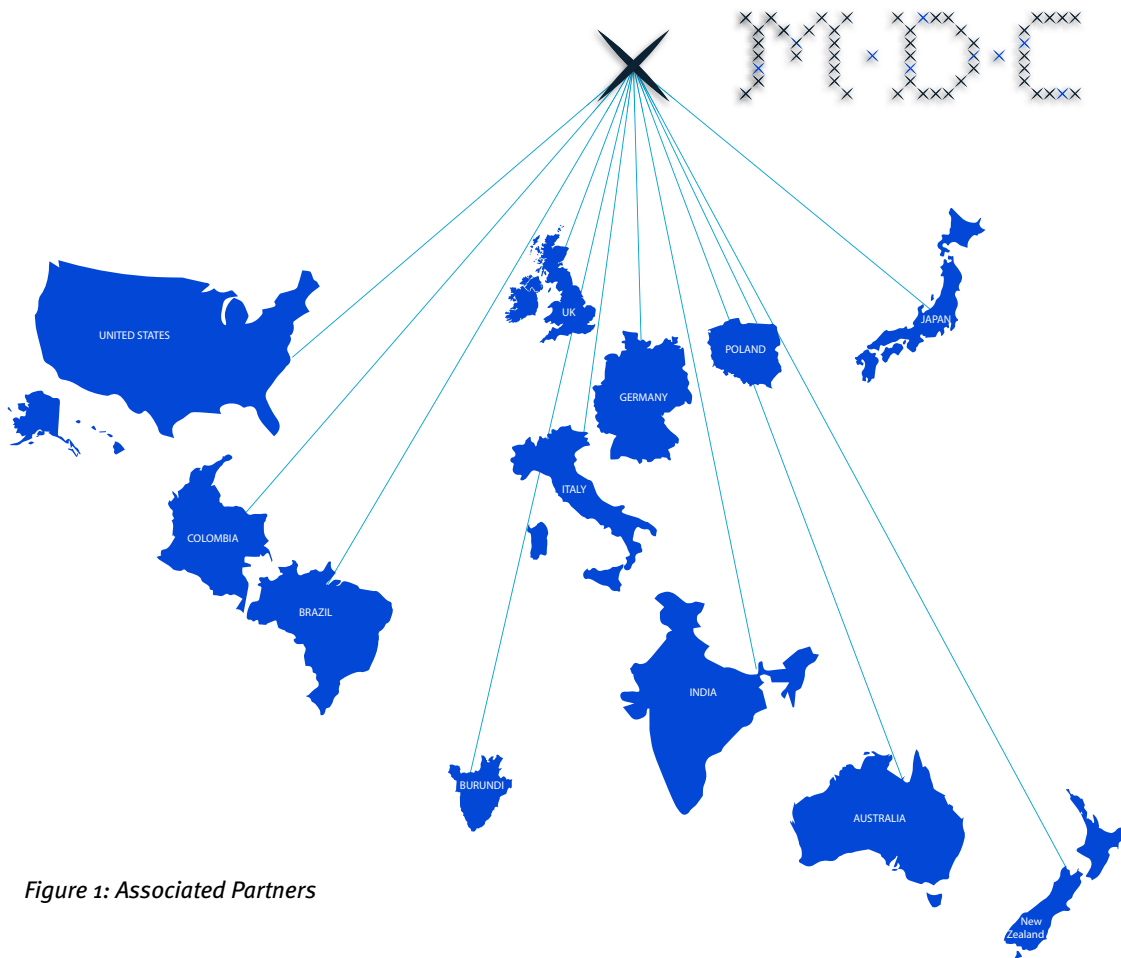 M·D·C
UNITED STATES
UK
JAPAN
POLAND
GERMANY
ITALY
COLOMBIA
BRAZIL
INDIA
BURUNDI
AUSTRALIA
New
Zealand
Figure 1: Associated Partners